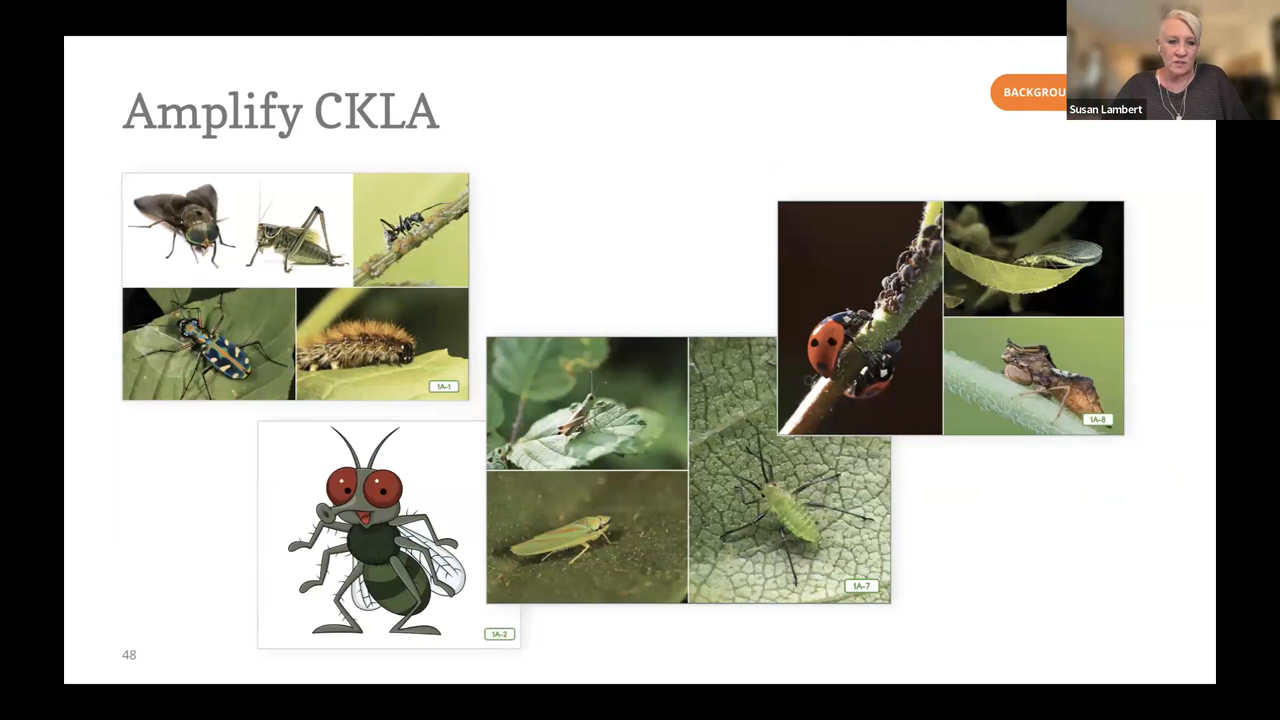 Amplify CKLA
BACKGROU
Susan Lambert
1A-1
1A-8
1A-7
1A-2
48